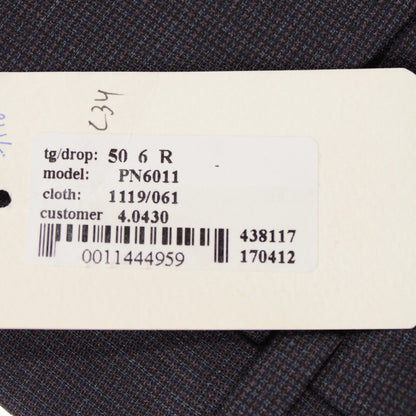 C34
tg/drop: 50 6 R
model: PN6011
cloth: 1119/061
customer 4.0430
438117
0011444959 170412